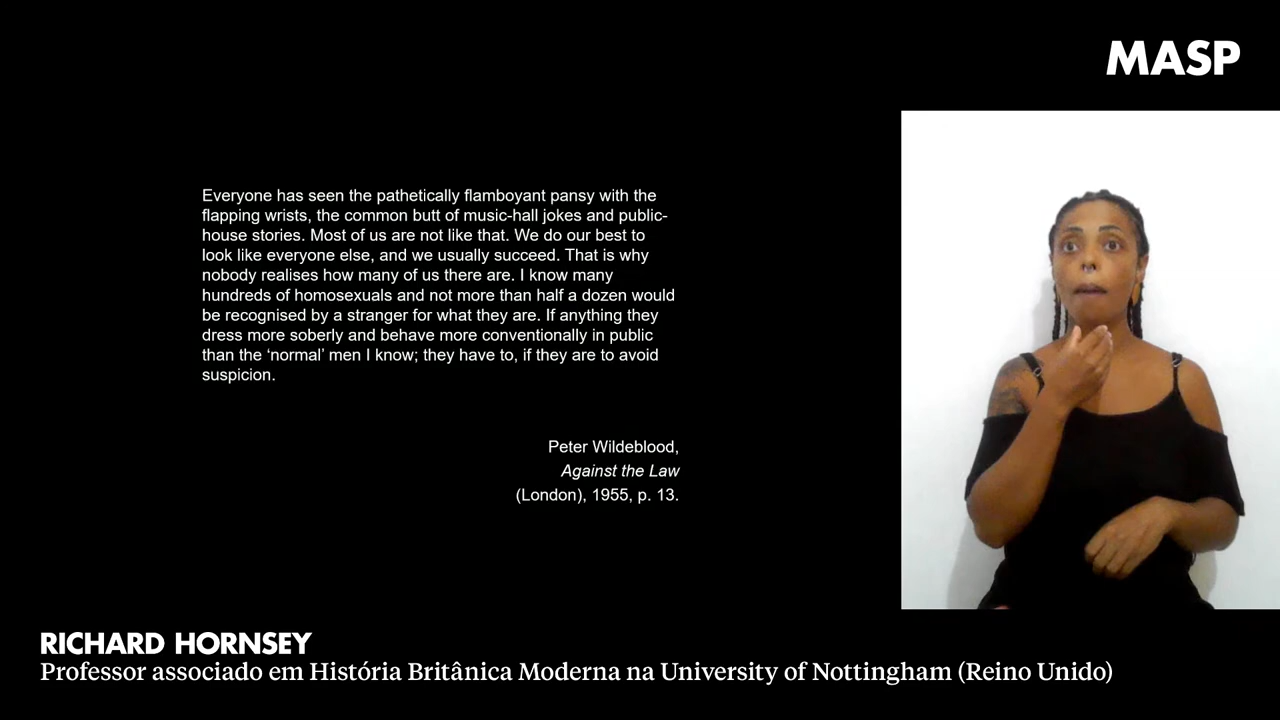 MASP
Everyone has seen the pathetically flamboyant pansy with the
flapping wrists, the common butt of music-hall jokes and public-
house stories. Most of us are not like that. We do our best to
look like everyone else, and we usually succeed. That is why
nobody realises how many of us there are. I know many
hundreds of homosexuals and not more than half a dozen would
be recognised by a stranger for what they are. If anything they
dress more soberly and behave more conventionally in public
than the ‘normal’ men I know; they have to, if they are to avoid
suspicion.
Peter Wildeblood,
Against the Law
(London), 1955, p. 13.
RICHARD HORNSEY
Professor associado em História Britânica Moderna na University of Nottingham (Reino Unido)